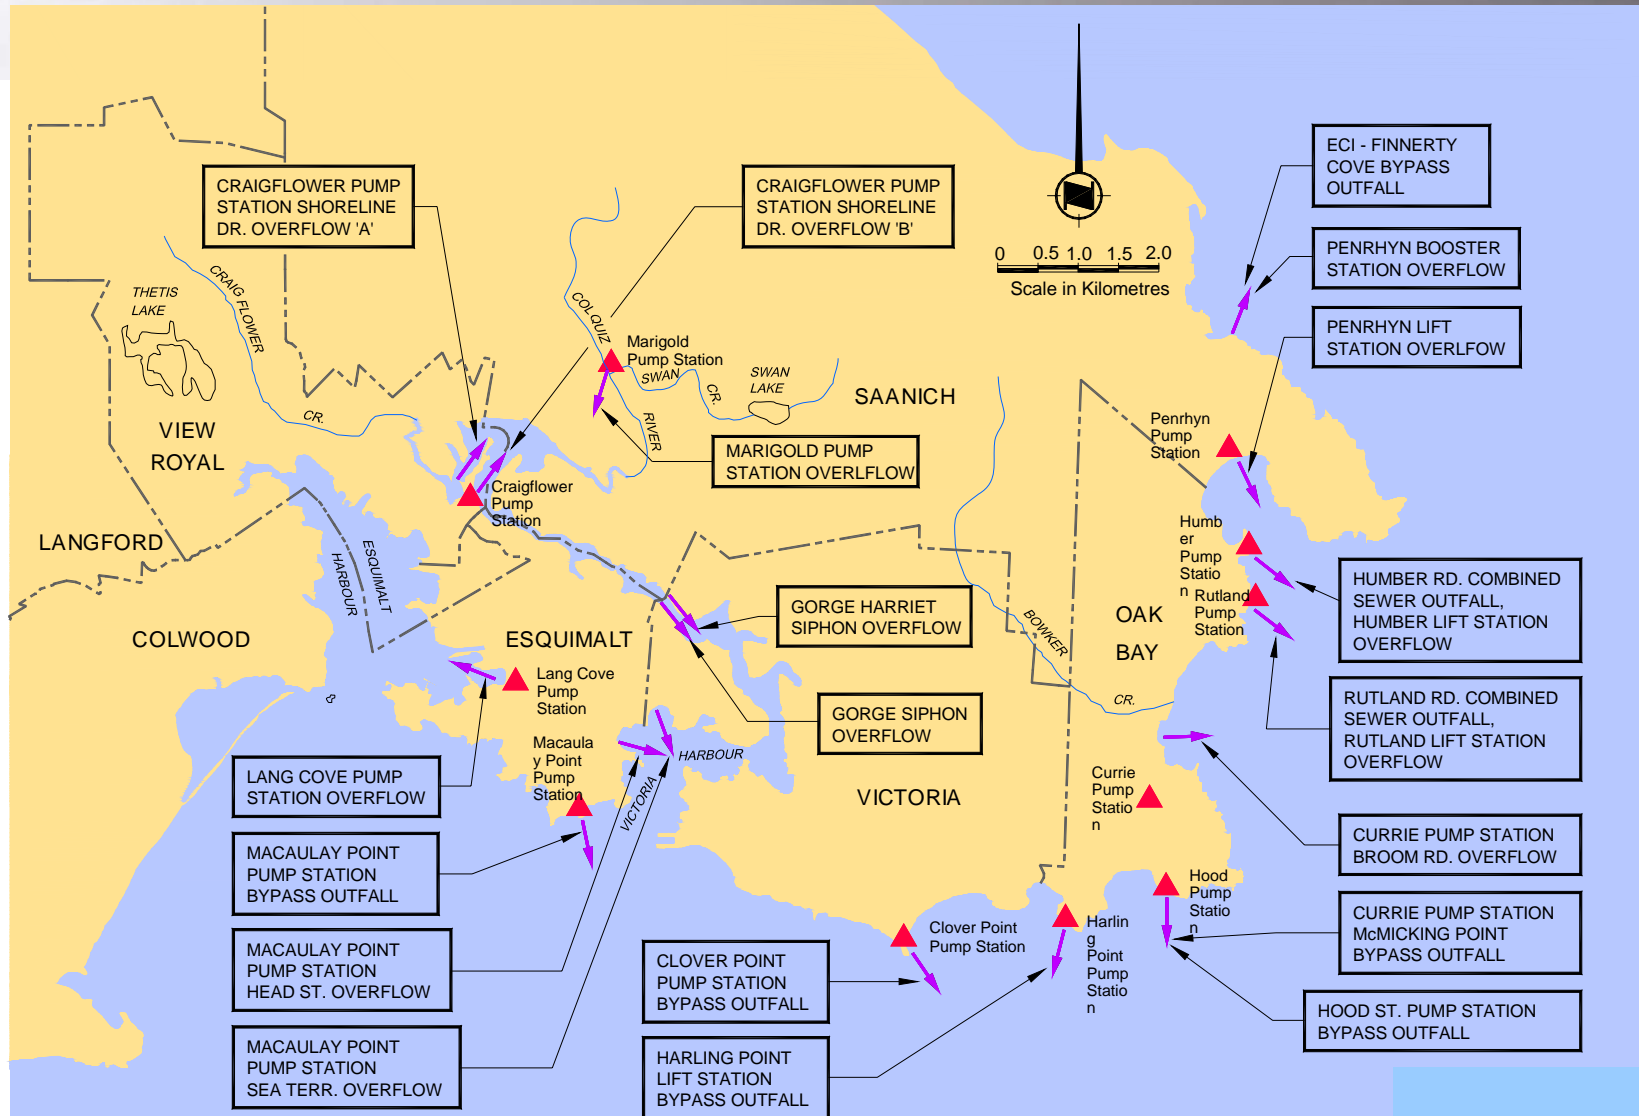 ECI - FINNERTY
COVE BYPASS
OUTFALL
CRAIGFLOWER PUMP
STATION SHORELINE
DR. OVERFLOW 'A'
CRAIGFLOWER PUMP
STATION SHORELINE
DR. OVERFLOW 'B'
PENRHYN BOOSTER
STATION OVERFLOW
0 0.5 1.0 1.5 2.0
Scale in Kilometres
PENRHYN LIFT
STATION OVERLFOW
THETIS
LAKE
CRAIG FLOWER
CR.
COLQUIZ
RIVER
Marigold
Pump Station
SWAN
CR.
SWAN
LAKE
SAANICH
VIEW
ROYAL
MARIGOLD PUMP
STATION OVERLFLOW
Penrhyn
Pump
Station
Craigflower
Pump
Station
LANGFORD
ESQUIMALT
HARBOUR
Humb
er
Pump
Statio
n
Rutland
Pump
Station
HUMBER RD. COMBINED
SEWER OUTFALL,
HUMBER LIFT STATION
OVERFLOW
COLWOOD
ESQUIMALT
GORGE HARRIET
SIPHON OVERFLOW
BOWKER
CR.
OAK
BAY
Lang Cove
Pump
Station
GORGE SIPHON
OVERFLOW
RUTLAND RD. COMBINED
SEWER OUTFALL,
RUTLAND LIFT STATION
OVERFLOW
Macaula
y Point
Pump
Station
VICTORIA
HARBOUR
LANG COVE PUMP
STATION OVERFLOW
VICTORIA
Currie
Pump
Statio
n
MACAULAY POINT
PUMP STATION
BYPASS OUTFALL
CURRIE PUMP STATION
BROOM RD. OVERFLOW
Hood
Pump
Statio
n
MACAULAY POINT
PUMP STATION
HEAD ST. OVERFLOW
Clover Point
Pump Station
Harlin
g
Point
Pump
Statio
n
CURRIE PUMP STATION
McMICKING POINT
BYPASS OUTFALL
CLOVER POINT
PUMP STATION
BYPASS OUTFALL
HOOD ST. PUMP STATION
BYPASS OUTFALL
MACAULAY POINT
PUMP STATION
SEA TERR. OVERFLOW
HARLING POINT
LIFT STATION
BYPASS OUTFALL